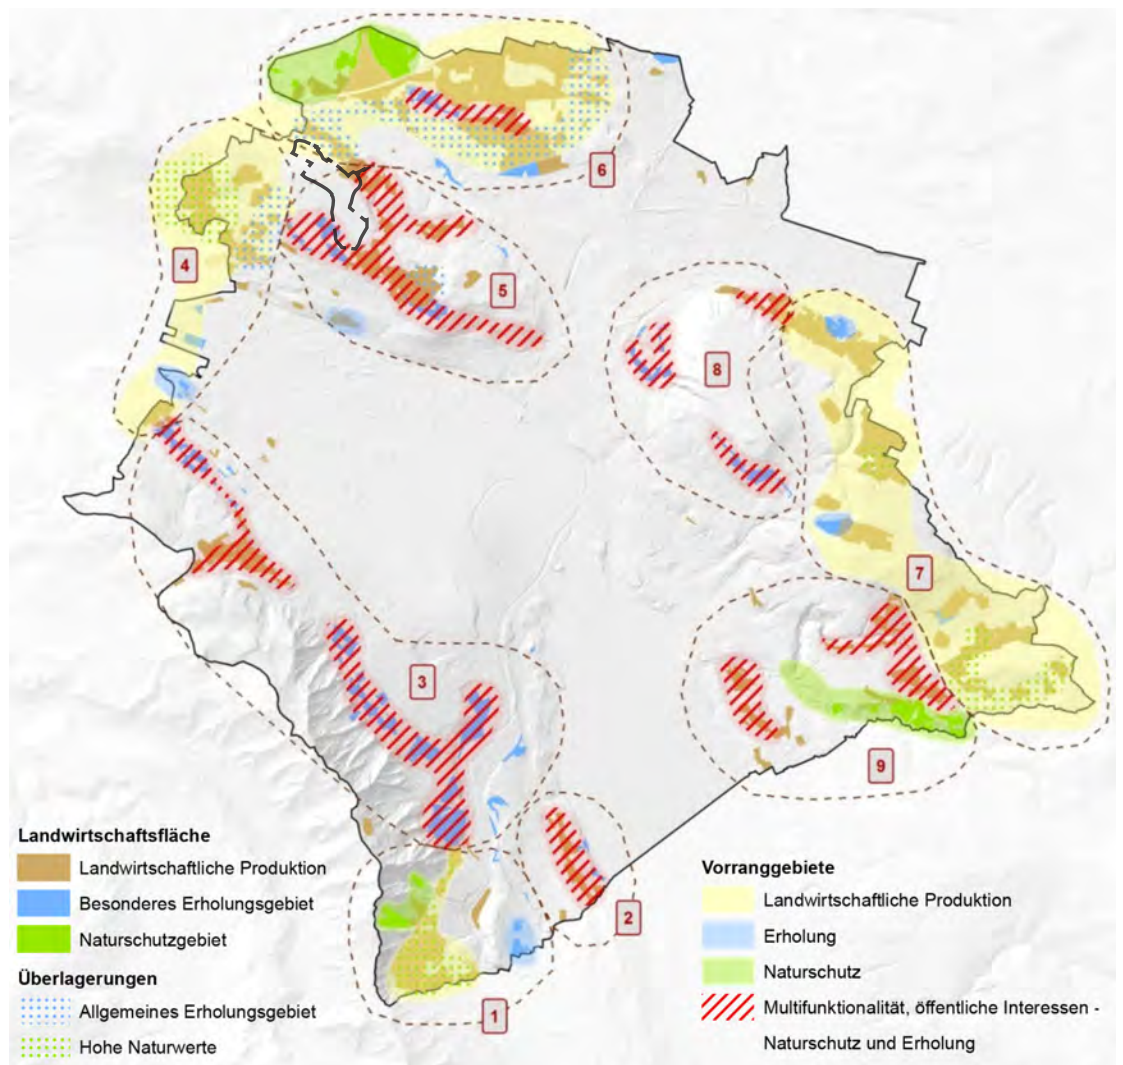 6
4
5
8
7
3
9
2
1
Landwirtschaftsfläche
Landwirtschaftliche Produktion
Besonderes Erholungsgebiet
Naturschutzgebiet
Überlagerungen
Allgemeines Erholungsgebiet
Hohe Naturwerte
Vorranggebiete
Landwirtschaftliche Produktion
Erholung
Naturschutz
Multifunktionalität, öffentliche Interessen -
Naturschutz und Erholung